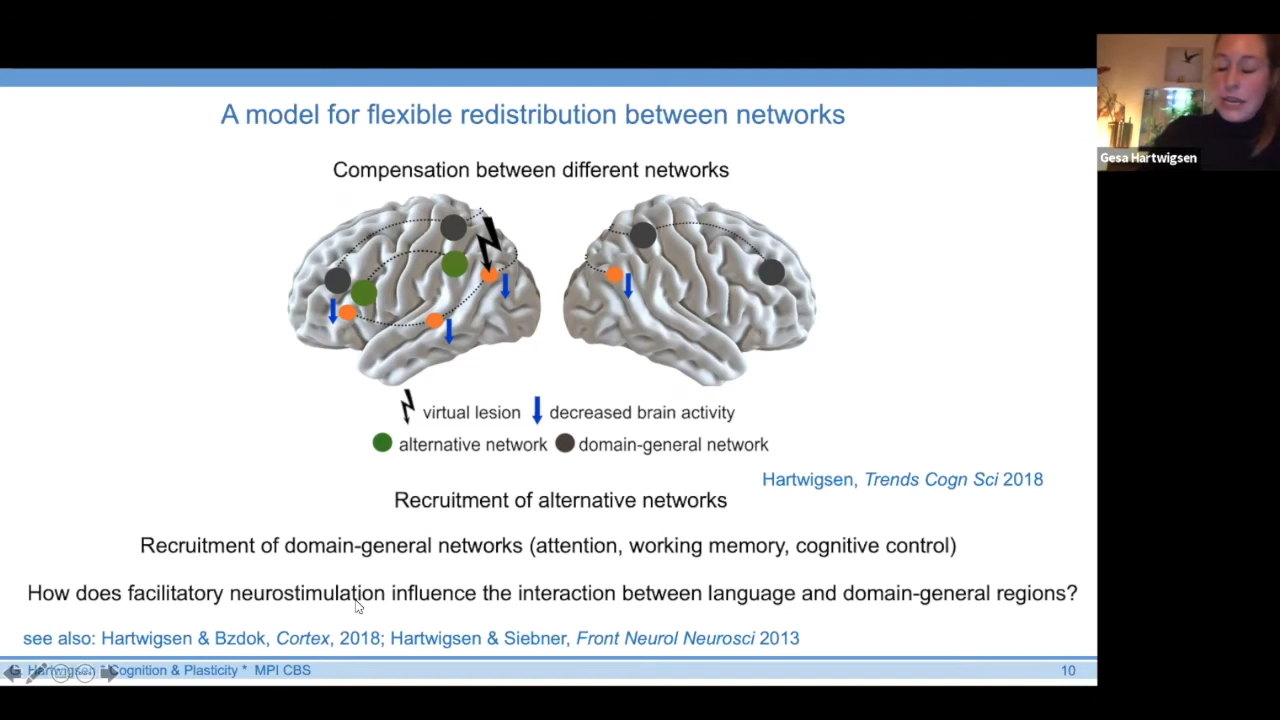 A model for flexible redistribution between networks
Gesa Hartwigsen
Compensation between different networks
virtual lesion decreased brain activity
alternative network domain-general network
Hartwigsen, Trends Cogn Sci 2018
Recruitment of alternative networks
Recruitment of domain-general networks (attention, working memory, cognitive control)
How does facilitatory neurostimulation influence the interaction between language and domain-general regions?
see also: Hartwigsen & Bzdok, Cortex, 2018; Hartwigsen & Siebner, Front Neurol Neurosci 2013
G. Hartwigsen * Cognition & Plasticity * MPI CBS 10